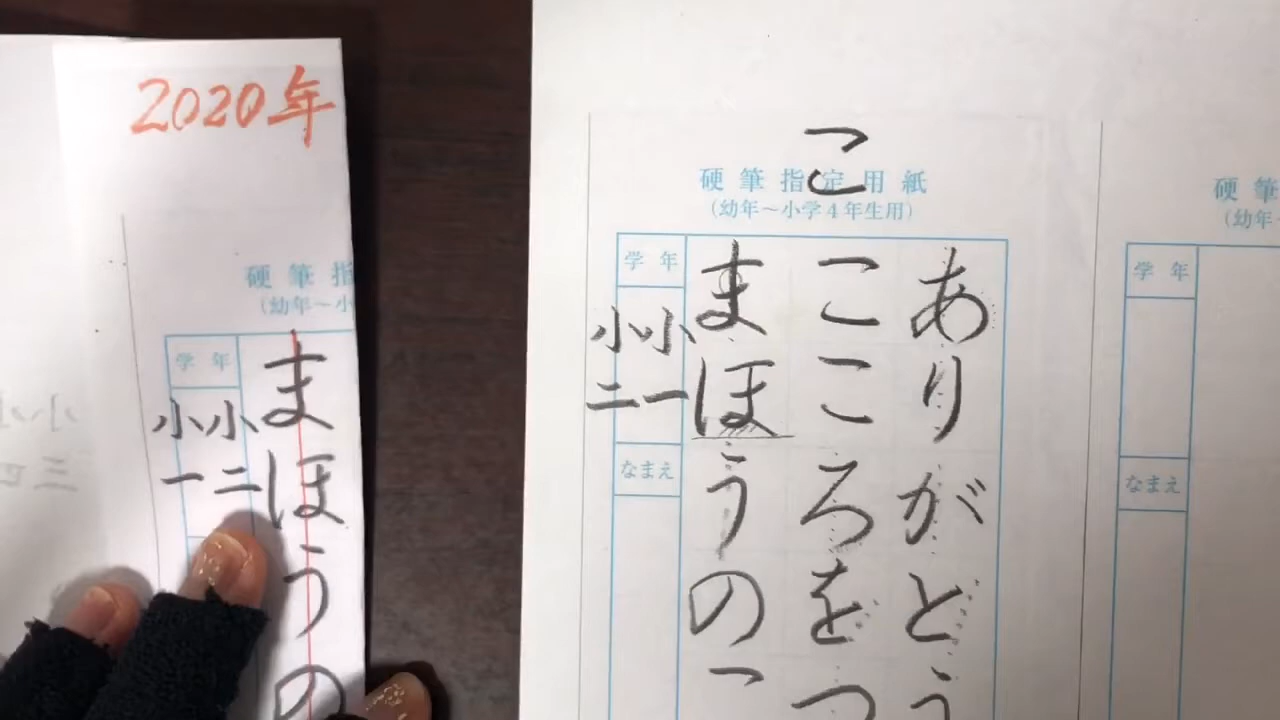 2020年
硬筆指
(幼年～小
学年
まほうの
小二
小一
こ
こ
硬筆指定用紙
(幼年～小学4年生用)
ありがとう
こころをつ
まほうのこ
学年
小一
小二
なまえ
硬筆
(幼年
学年
なまえ